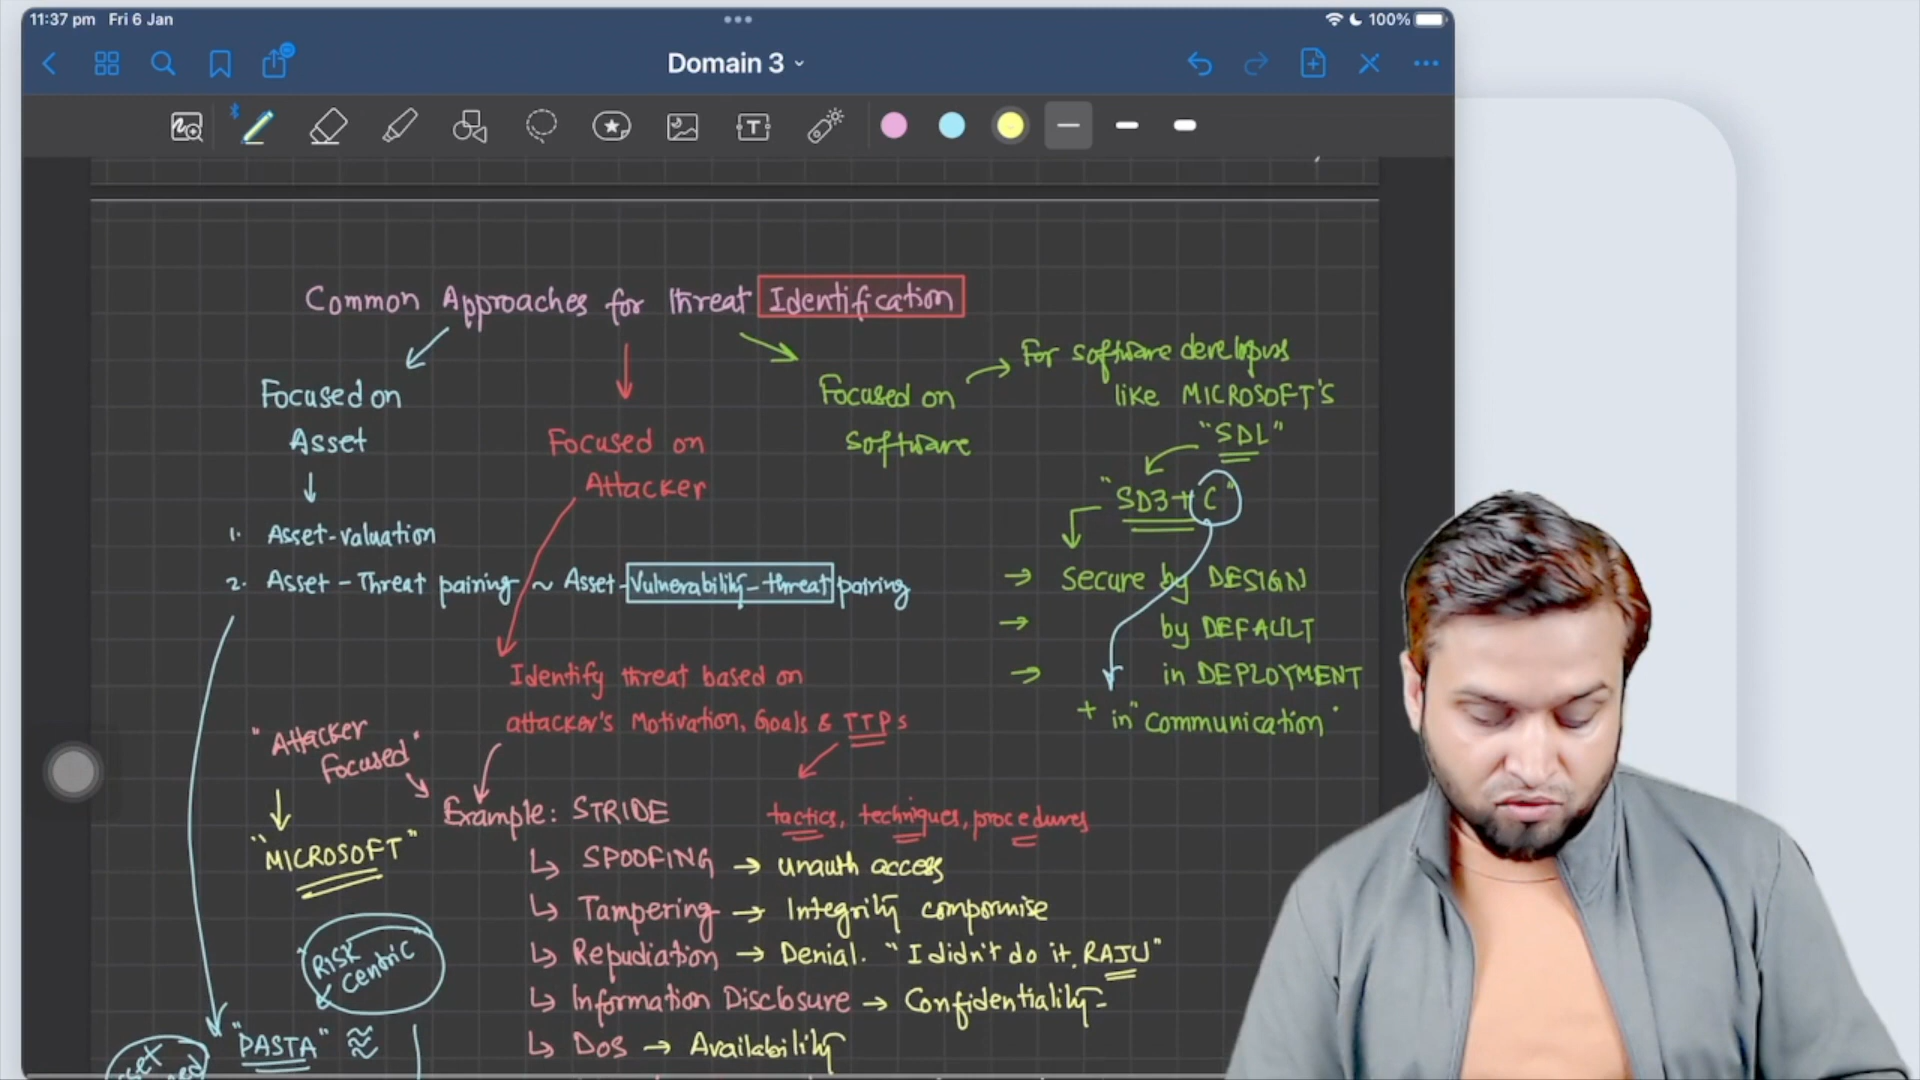 11:37 pm Fri 6 Jan
100%
Domain 3
T
Common Approaches for threat Identification
Focused on
Asset
1. Asset-valuation
2. Asset - Threat pairing ~ Asset-Vulnerability-threat pairing
Focused on
Attacker
Identify threat based on
attacker's Motivation, Goals & TTPs
tactics, techniques, procedures
Focused on
software
For software developers
like MICROSOFT'S
"SDL"
"SD3+C"
→ Secure by DESIGN
→ by DEFAULT
→ in DEPLOYMENT
+ in "communication"
"Attacker
Focused"
"MICROSOFT"
Example: STRIDE
↳ SPOOFING → unauth access
↳ Tampering → Integrity compormise
↳ Repudiation → Denial. "I didn't do it, RAJU"
↳ Information Disclosure → Confidentiality-
↳ DoS → Availability
RISK
centric
"PASTA" ≈